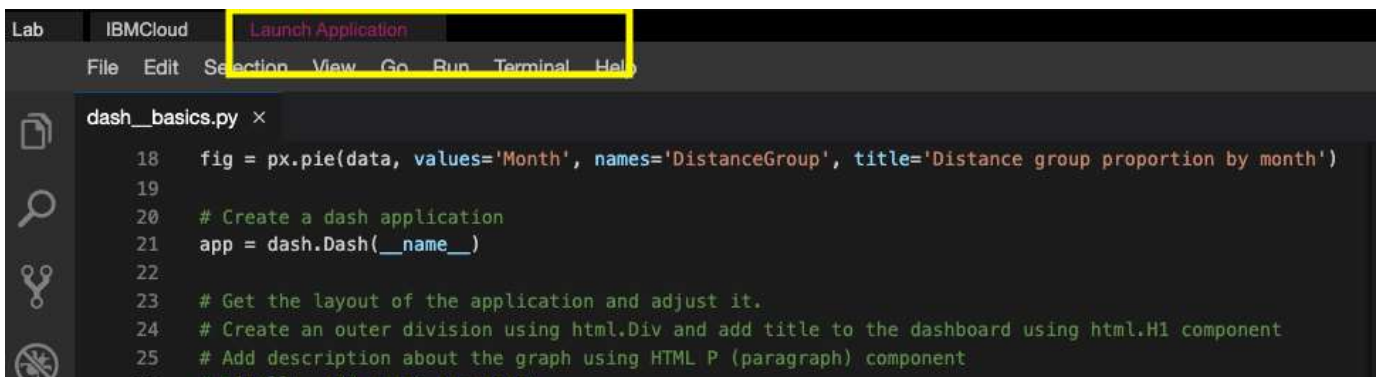 Lab IBMCloud Launch Application
File Edit Selection View Go Run Terminal Help
dash__basics.py ×
18 fig = px.pie(data, values='Month', names='DistanceGroup', title='Distance group proportion by month')
19
20 # Create a dash application
21 app = dash.Dash(__name__)
22
23 # Get the layout of the application and adjust it.
24 # Create an outer division using html.Div and add title to the dashboard using html.H1 component
25 # Add description about the graph using HTML P (paragraph) component